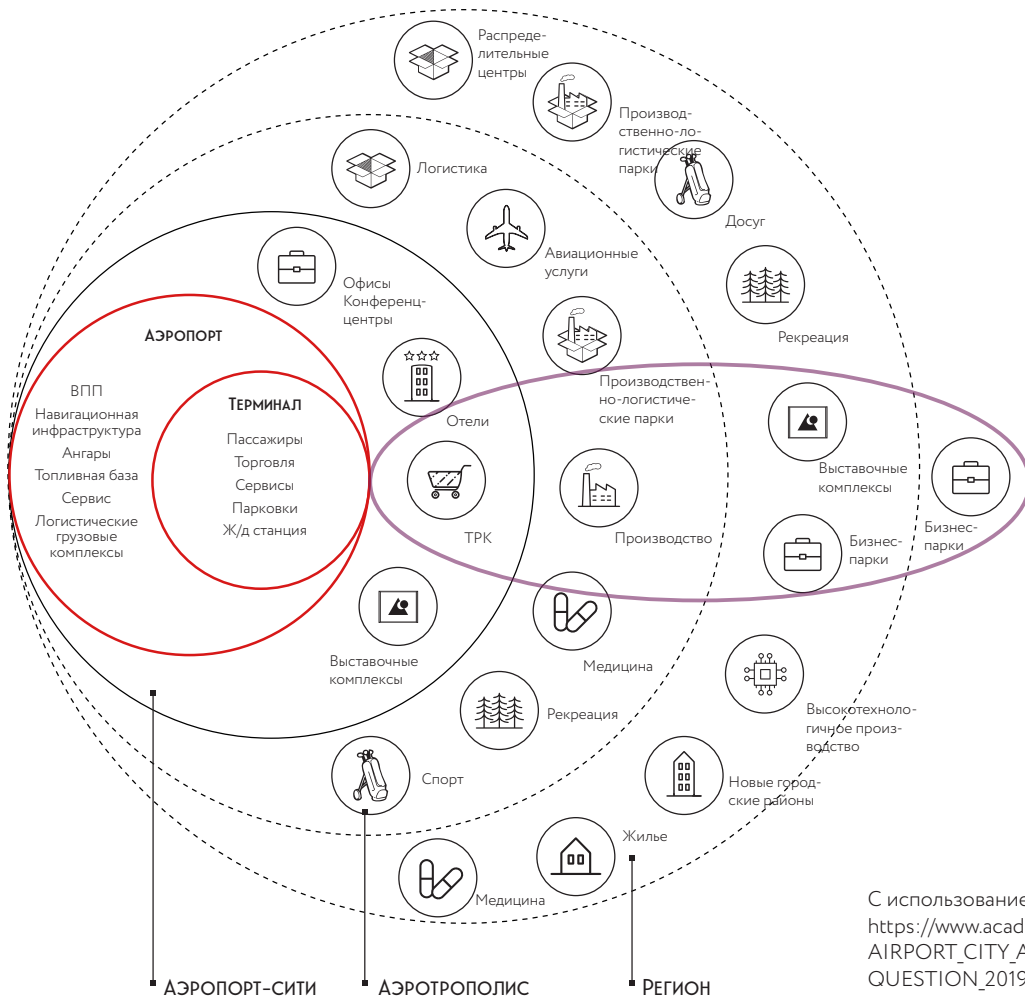 Распреде-
лительные
центры
Производ-
ственно-ло-
гистические
парки
Логистика
Досуг
Авиационные
услуги
Офисы
Конференц-
центры
Рекреация
АЭРОПОРТ
ВПП
Навигационная
инфраструктура
Ангары
Топливная база
Сервис
Логистические
грузовые
комплексы
ТЕРМИНАЛ
Пассажиры
Торговля
Сервисы
Парковки
Ж/д станция
Отели
Производствен-
но-логистиче-
ские парки
ТРК
Производство
Выставочные
комплексы
Бизнес-
парки
Бизнес-
парки
Выставочные
комплексы
Медицина
Рекреация
Высокотехноло-
гичное произ-
водство
Спорт
Новые город-
ские районы
Жилье
Медицина
С использование
https://www.acad
AIRPORT_CITY_A
QUESTION_2019
АЭРОПОРТ-СИТИ
АЭРОТРОПОЛИС
РЕГИОН